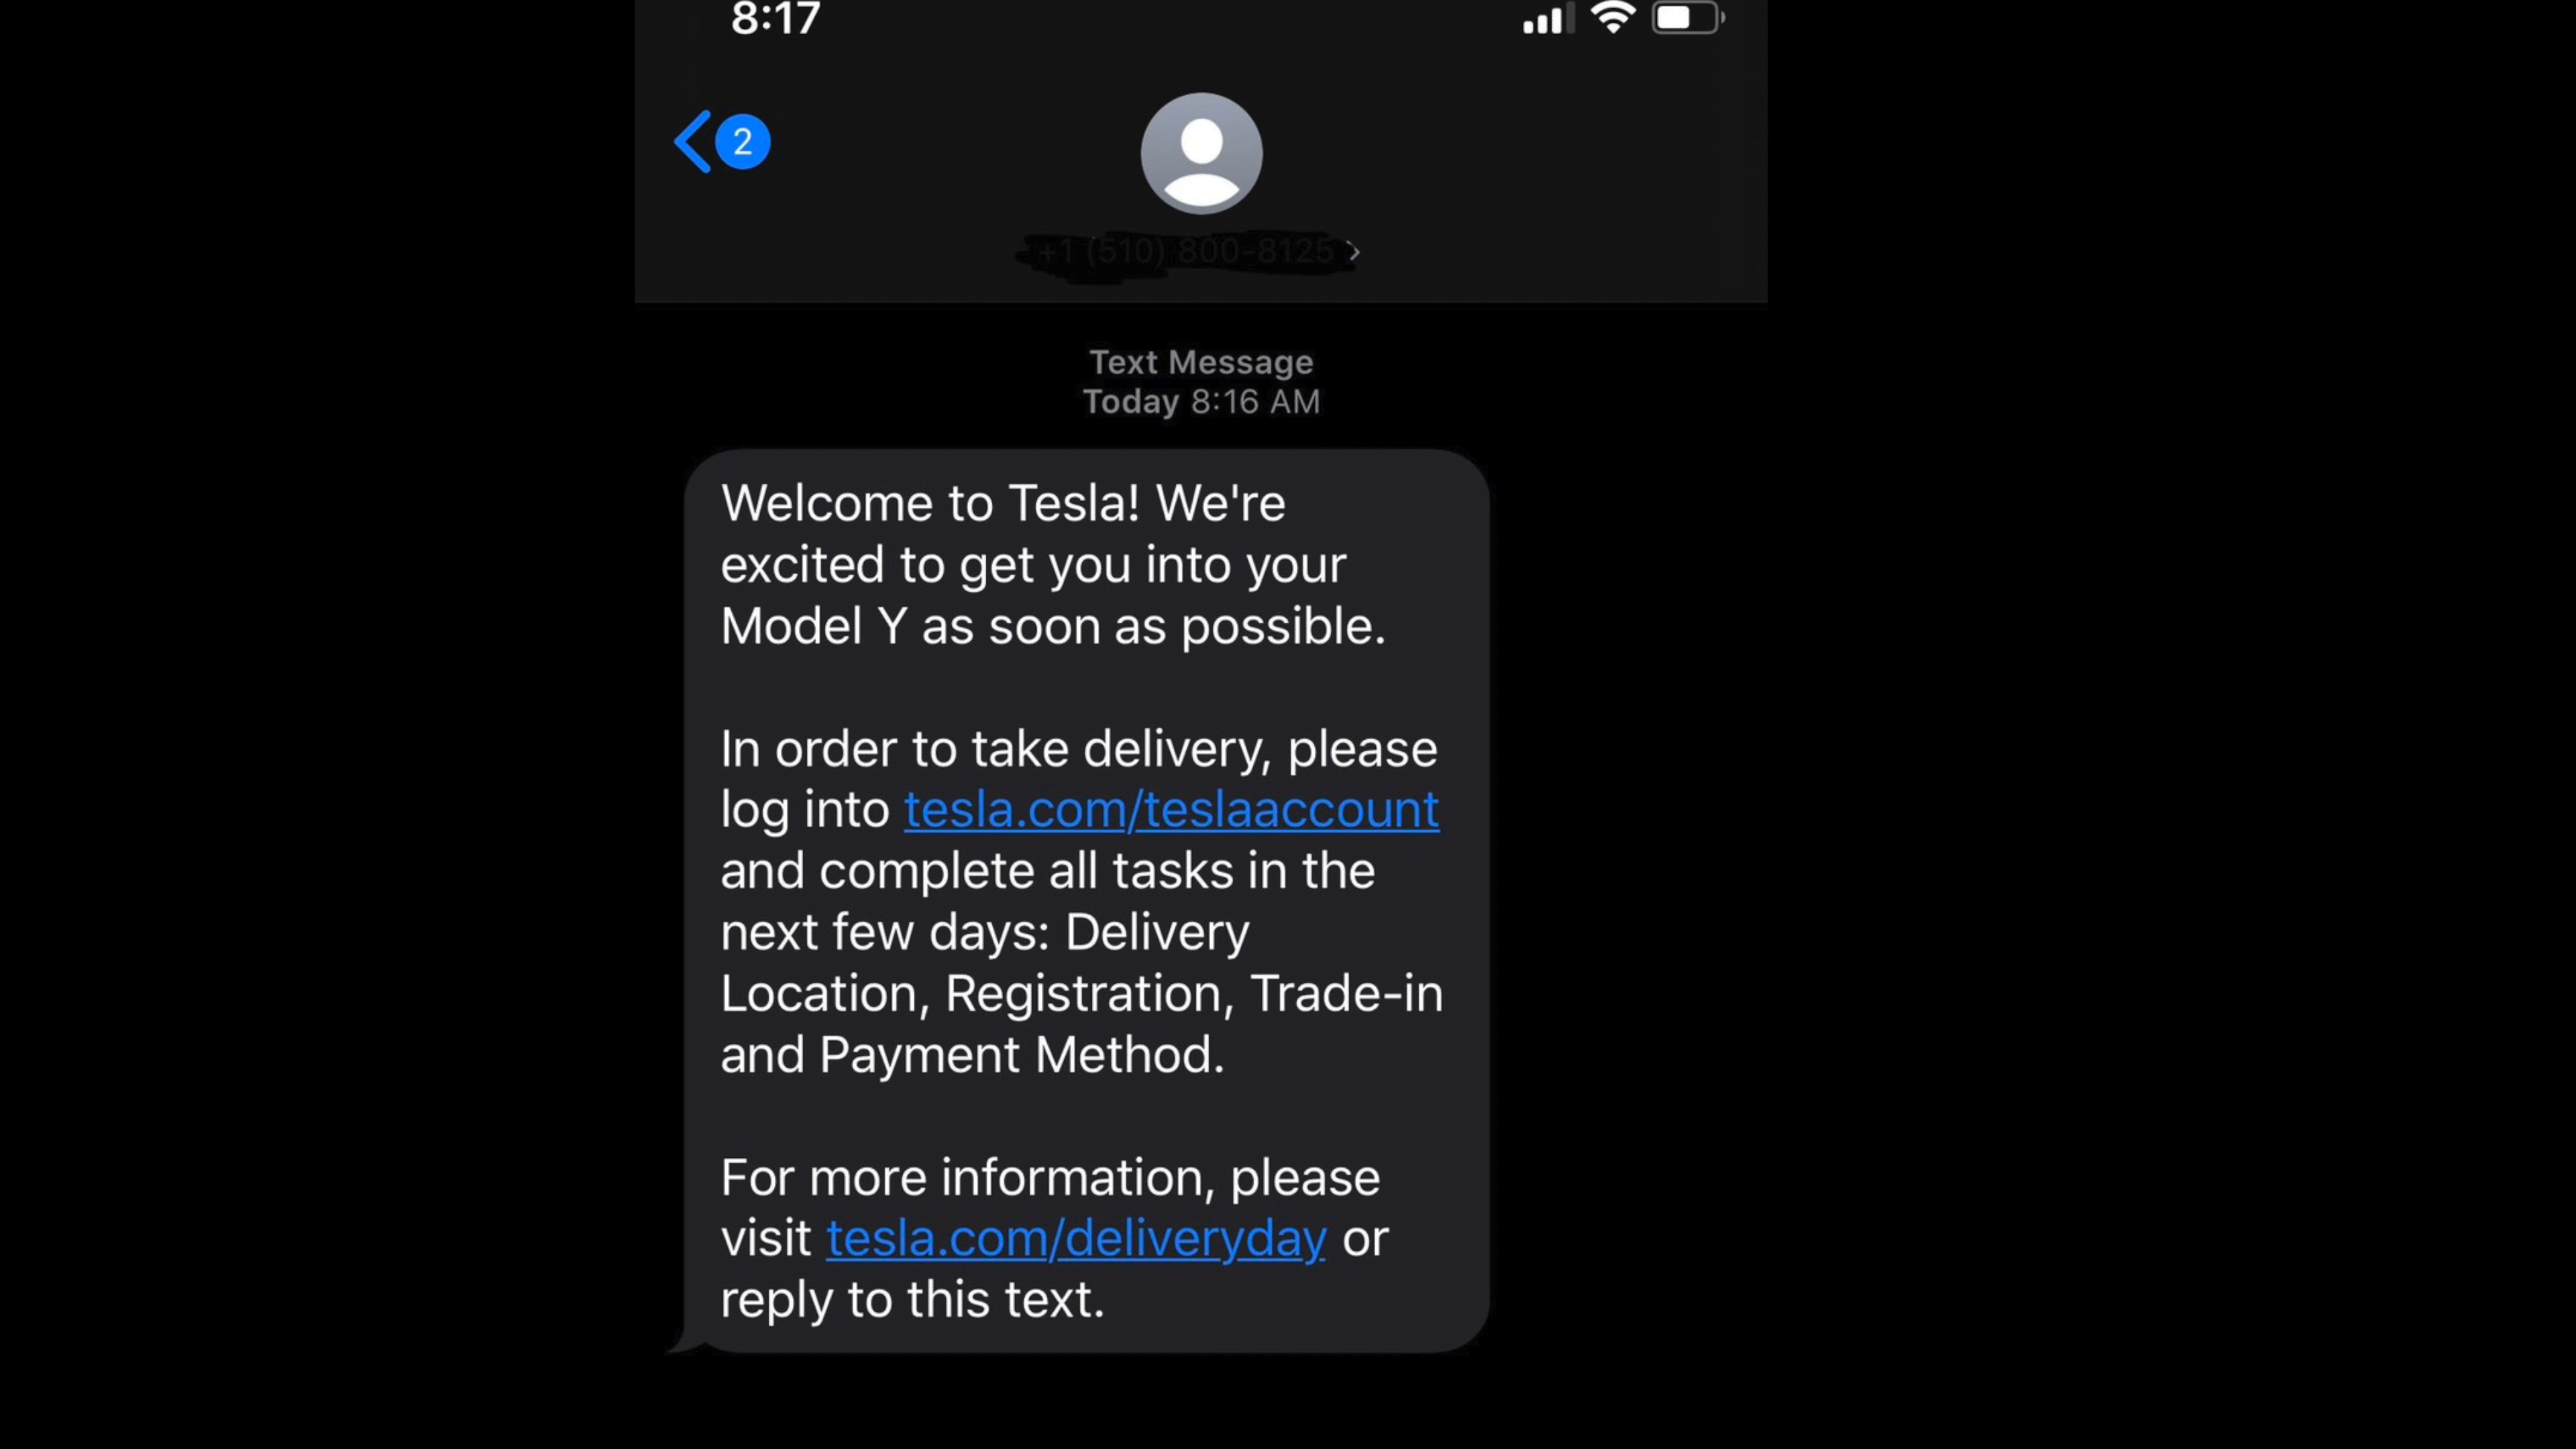 8:17
2
Text Message
Today 8:16 AM
Welcome to Tesla! We're
excited to get you into your
Model Y as soon as possible.
In order to take delivery, please
log into tesla.com/teslaaccount
and complete all tasks in the
next few days: Delivery
Location, Registration, Trade-in
and Payment Method.
For more information, please
visit tesla.com/deliveryday or
reply to this text.